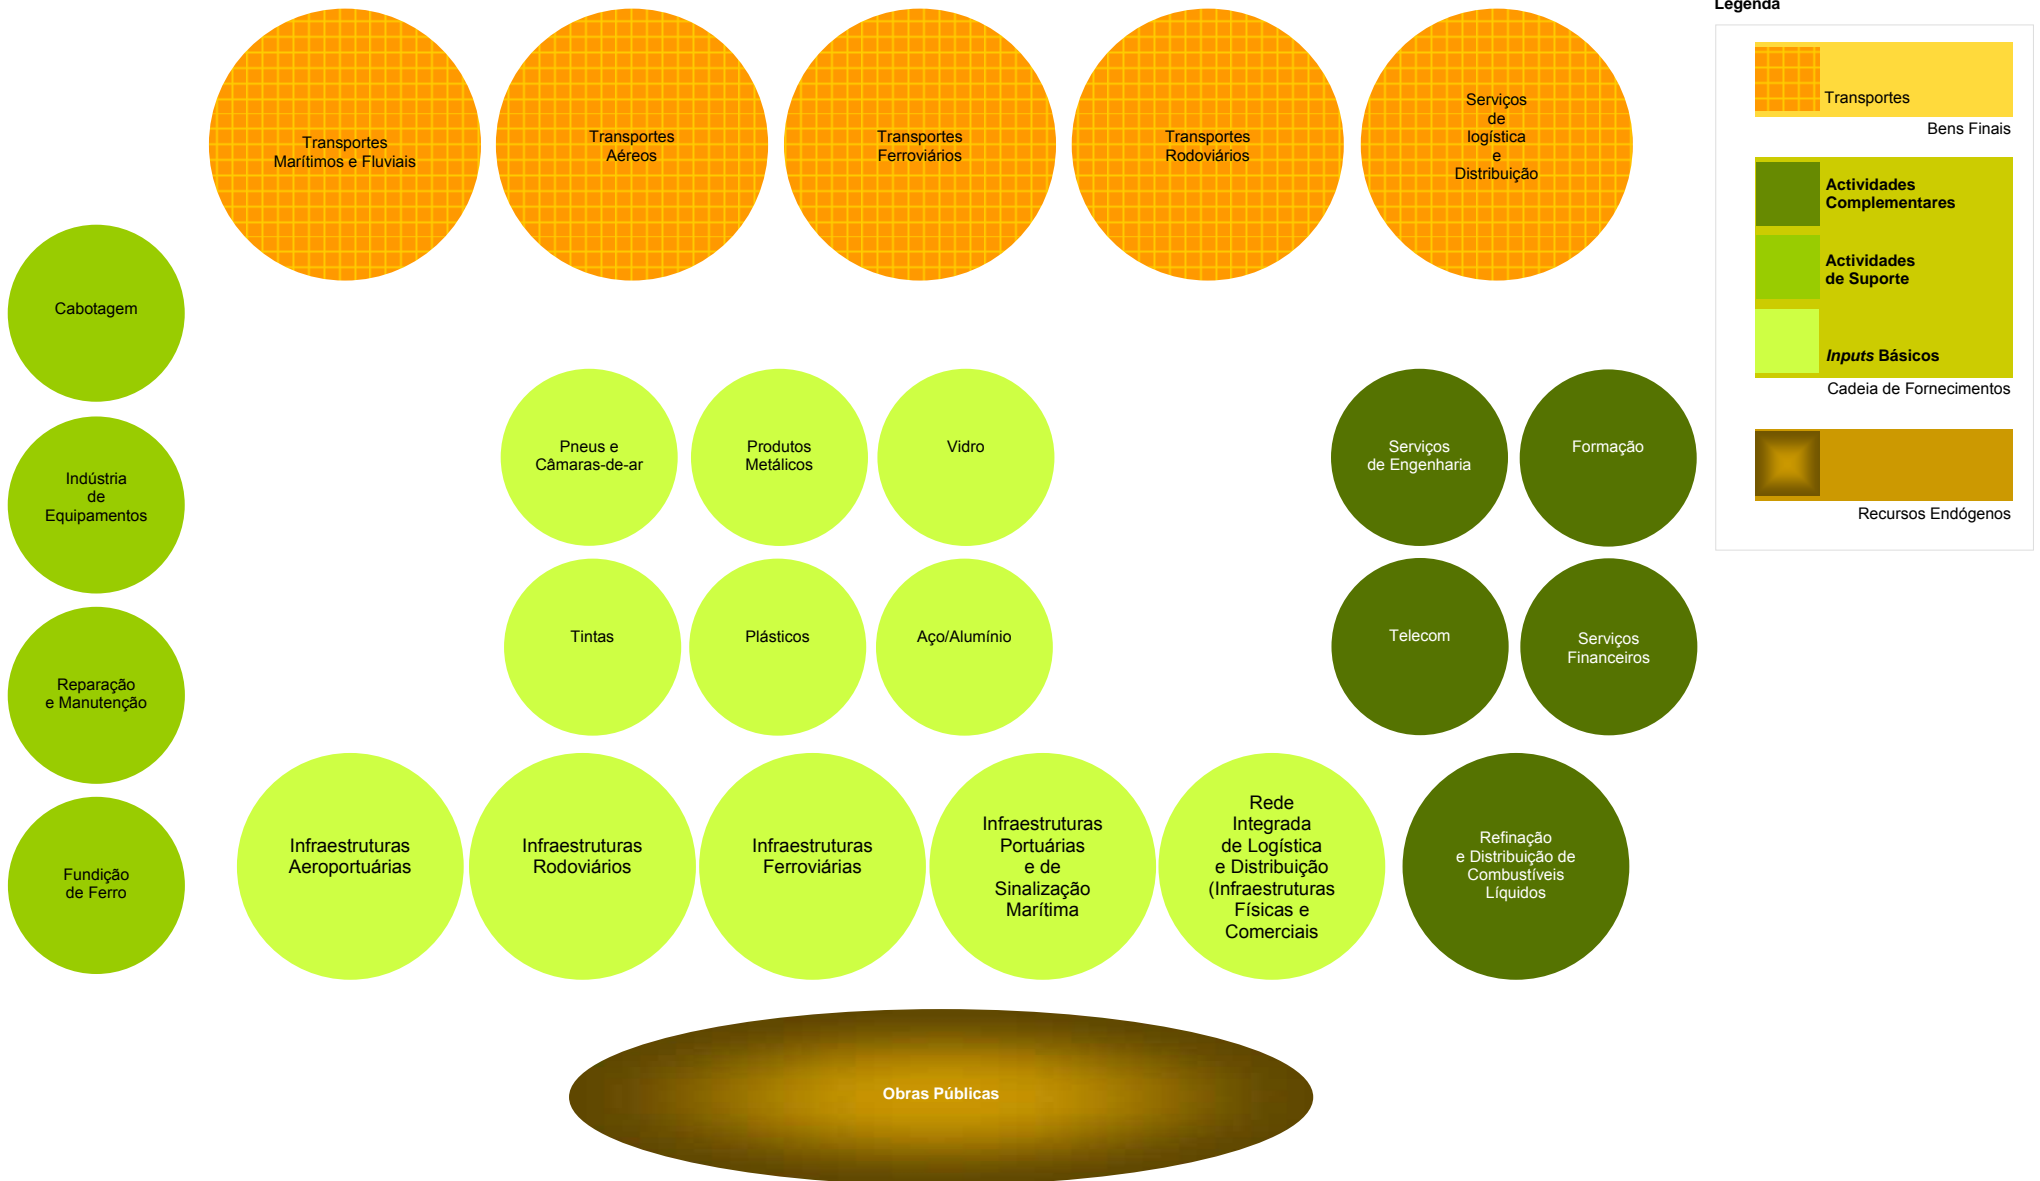 Legenda
Transportes
Bens Finais
Actividades
Complementares
Actividades
de Suporte
Inputs Básicos
Cadeia de Fornecimentos
Recursos Endógenos
Transportes
Marítimos e Fluviais
Transportes
Aéreos
Transportes
Ferroviários
Transportes
Rodoviários
Serviços
de
logística
e
Distribuição
Cabotagem
Indústria
de
Equipamentos
Reparação
e Manutenção
Fundição
de Ferro
Pneus e
Câmaras-de-ar
Produtos
Metálicos
Vidro
Tintas
Plásticos
Aço/Alumínio
Serviços
de Engenharia
Formação
Telecom
Serviços
Financeiros
Infraestruturas
Aeroportuárias
Infraestruturas
Rodoviários
Infraestruturas
Ferroviárias
Infraestruturas
Portuárias
e de
Sinalização
Marítima
Rede
Integrada
de Logística
e Distribuição
(Infraestruturas
Físicas e
Comerciais
Refinação
e Distribuição de
Combustíveis
Líquidos
Obras Públicas